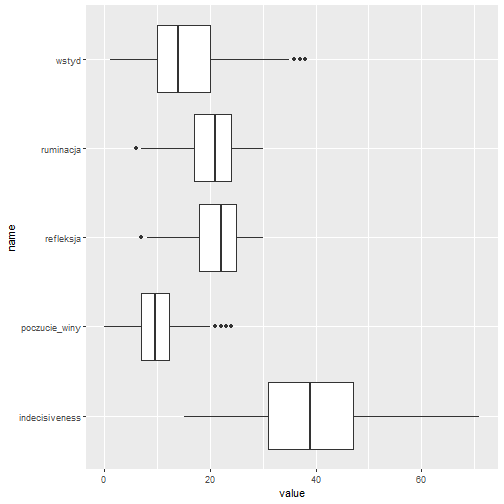 wstyd
ruminacja
refleksja
poczucie_winy
indecisiveness
name
0 20 40 60
value